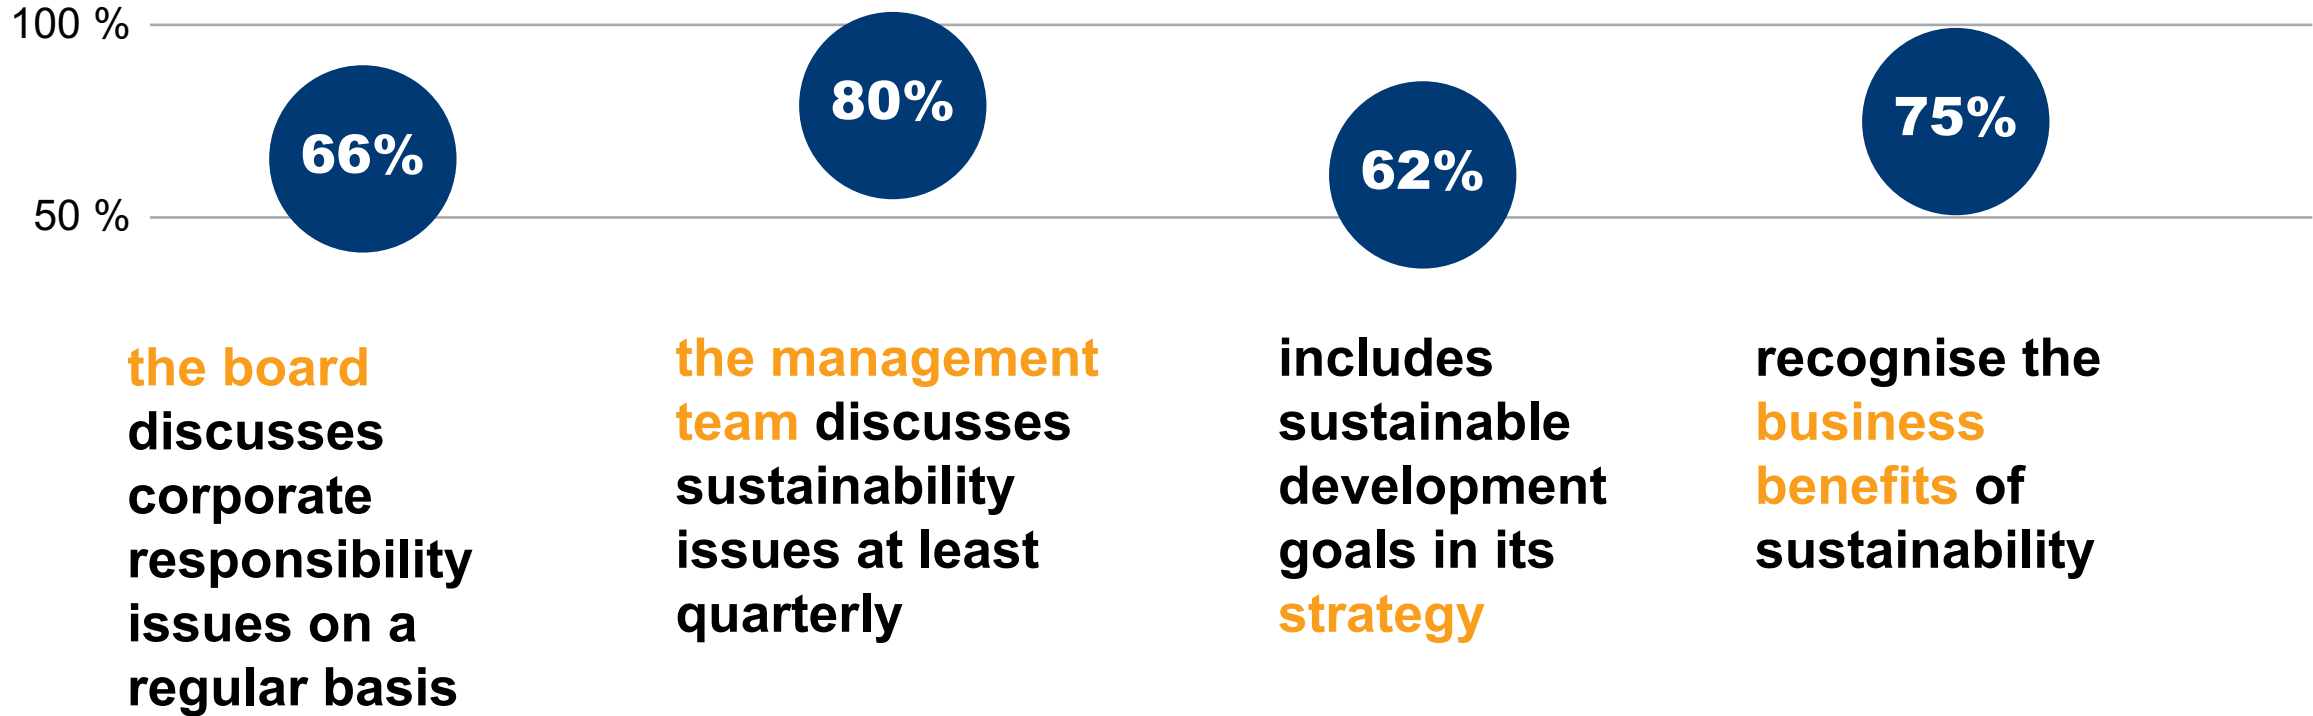 100 %
50 %
66%
80%
62%
75%
the board
discusses
corporate
responsibility
issues on a
regular basis
the management
team discusses
sustainability
issues at least
quarterly
includes
sustainable
development
goals in its
strategy
recognise the
business
benefits of
sustainability